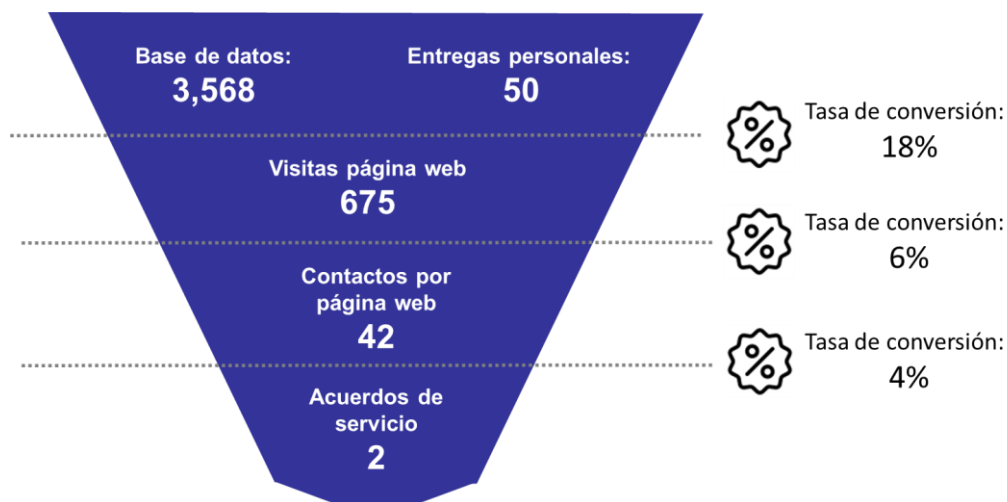 Base de datos:
3,568
Entregas personales:
50
Tasa de conversión:
18%
Visitas página web
675
Tasa de conversión:
6%
Contactos por
página web
42
Tasa de conversión:
4%
Acuerdos de
servicio
2